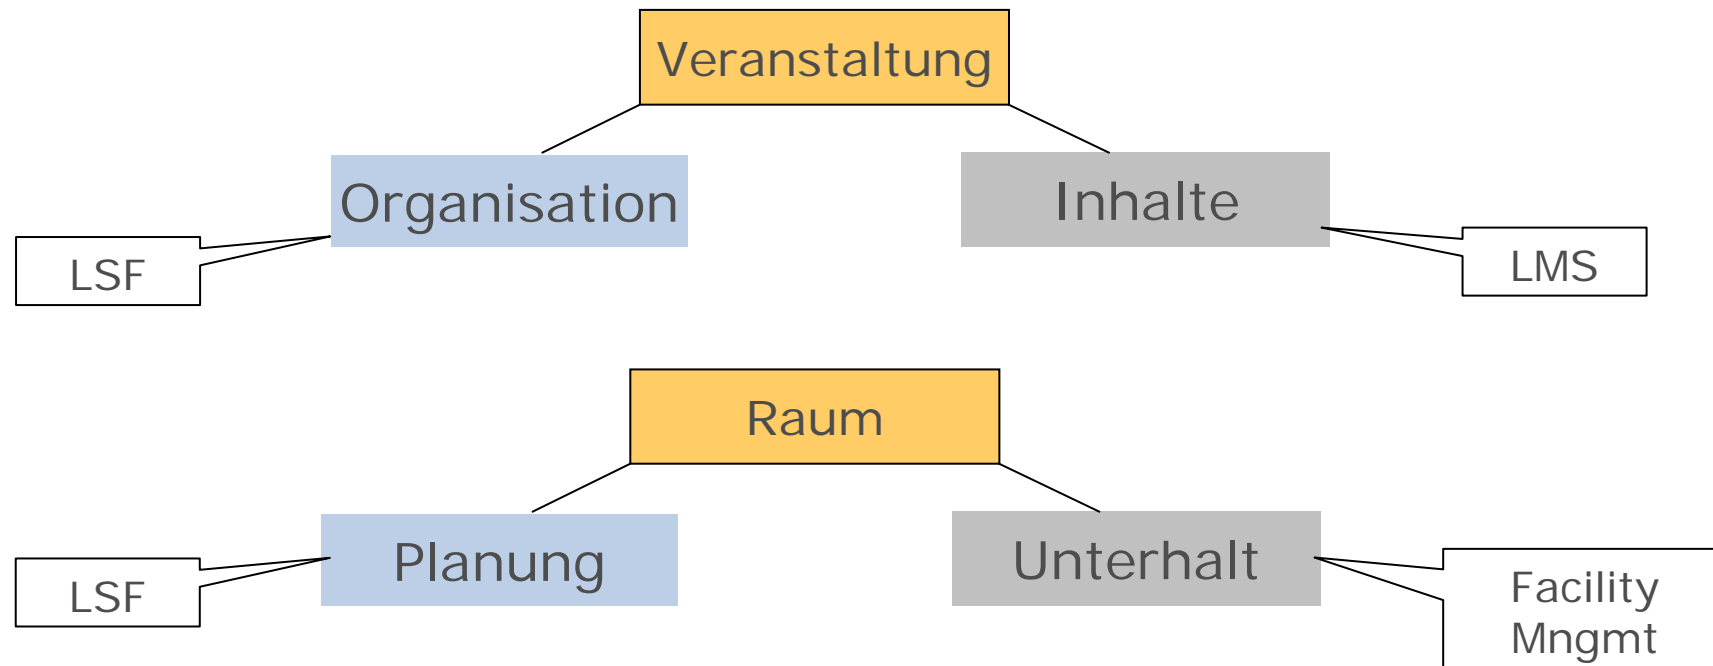 Veranstaltung
Organisation
Inhalte
LSF
LMS
Raum
Planung
Unterhalt
LSF
Facility
Mngmt